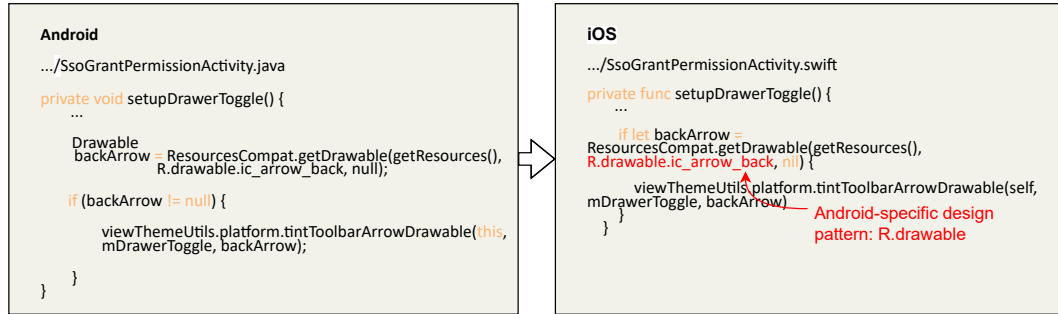 Android
.../SsoGrantPermissionActivity.java
private void setupDrawerToggle() {
...
Drawable
backArrow = ResourcesCompat.getDrawable(getResources(),
R.drawable.ic_arrow_back, null);
if (backArrow != null) {
viewThemeUtils.platform.tintToolbarArrowDrawable(this,
mDrawerToggle, backArrow);
}
}
iOS
.../SsoGrantPermissionActivity.swift
private func setupDrawerToggle() {
...
if let backArrow =
ResourcesCompat.getDrawable(getResources(),
R.drawable.ic_arrow_back, nil) {
viewThemeUtils.platform.tintToolbarArrowDrawable(self,
mDrawerToggle, backArrow)
}
}
Android-specific design
pattern: R.drawable